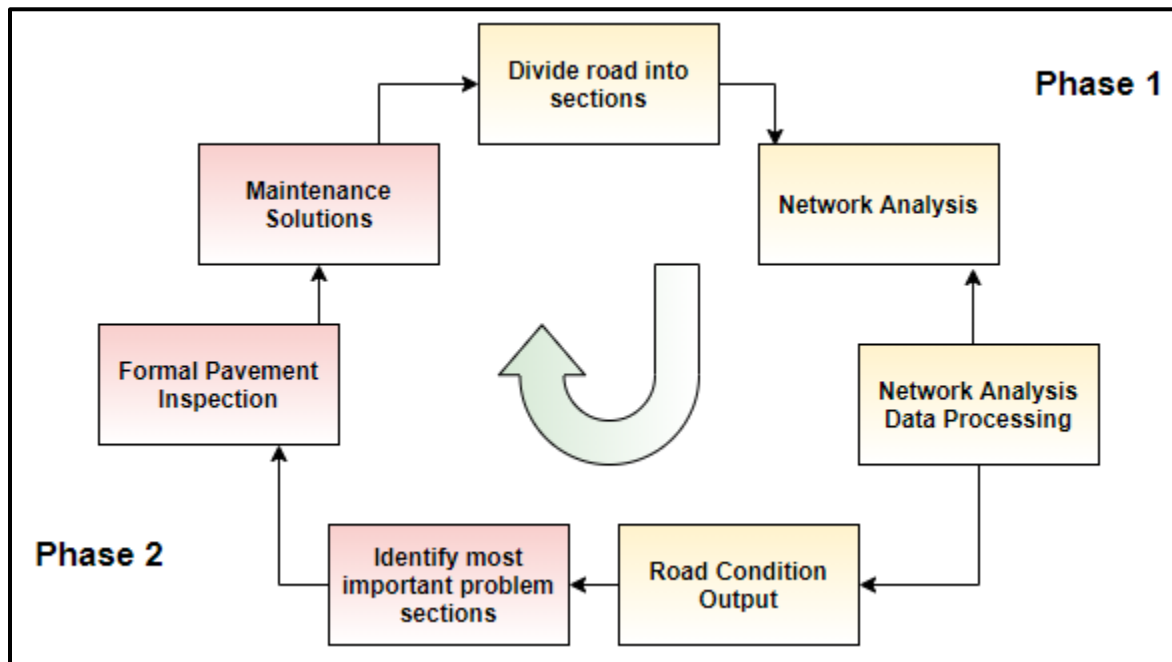 Divide road into
sections
Phase 1
Network Analysis
Network Analysis
Data Processing
Road Condition
Output
Identify most
important problem
sections
Phase 2
Formal Pavement
Inspection
Maintenance
Solutions